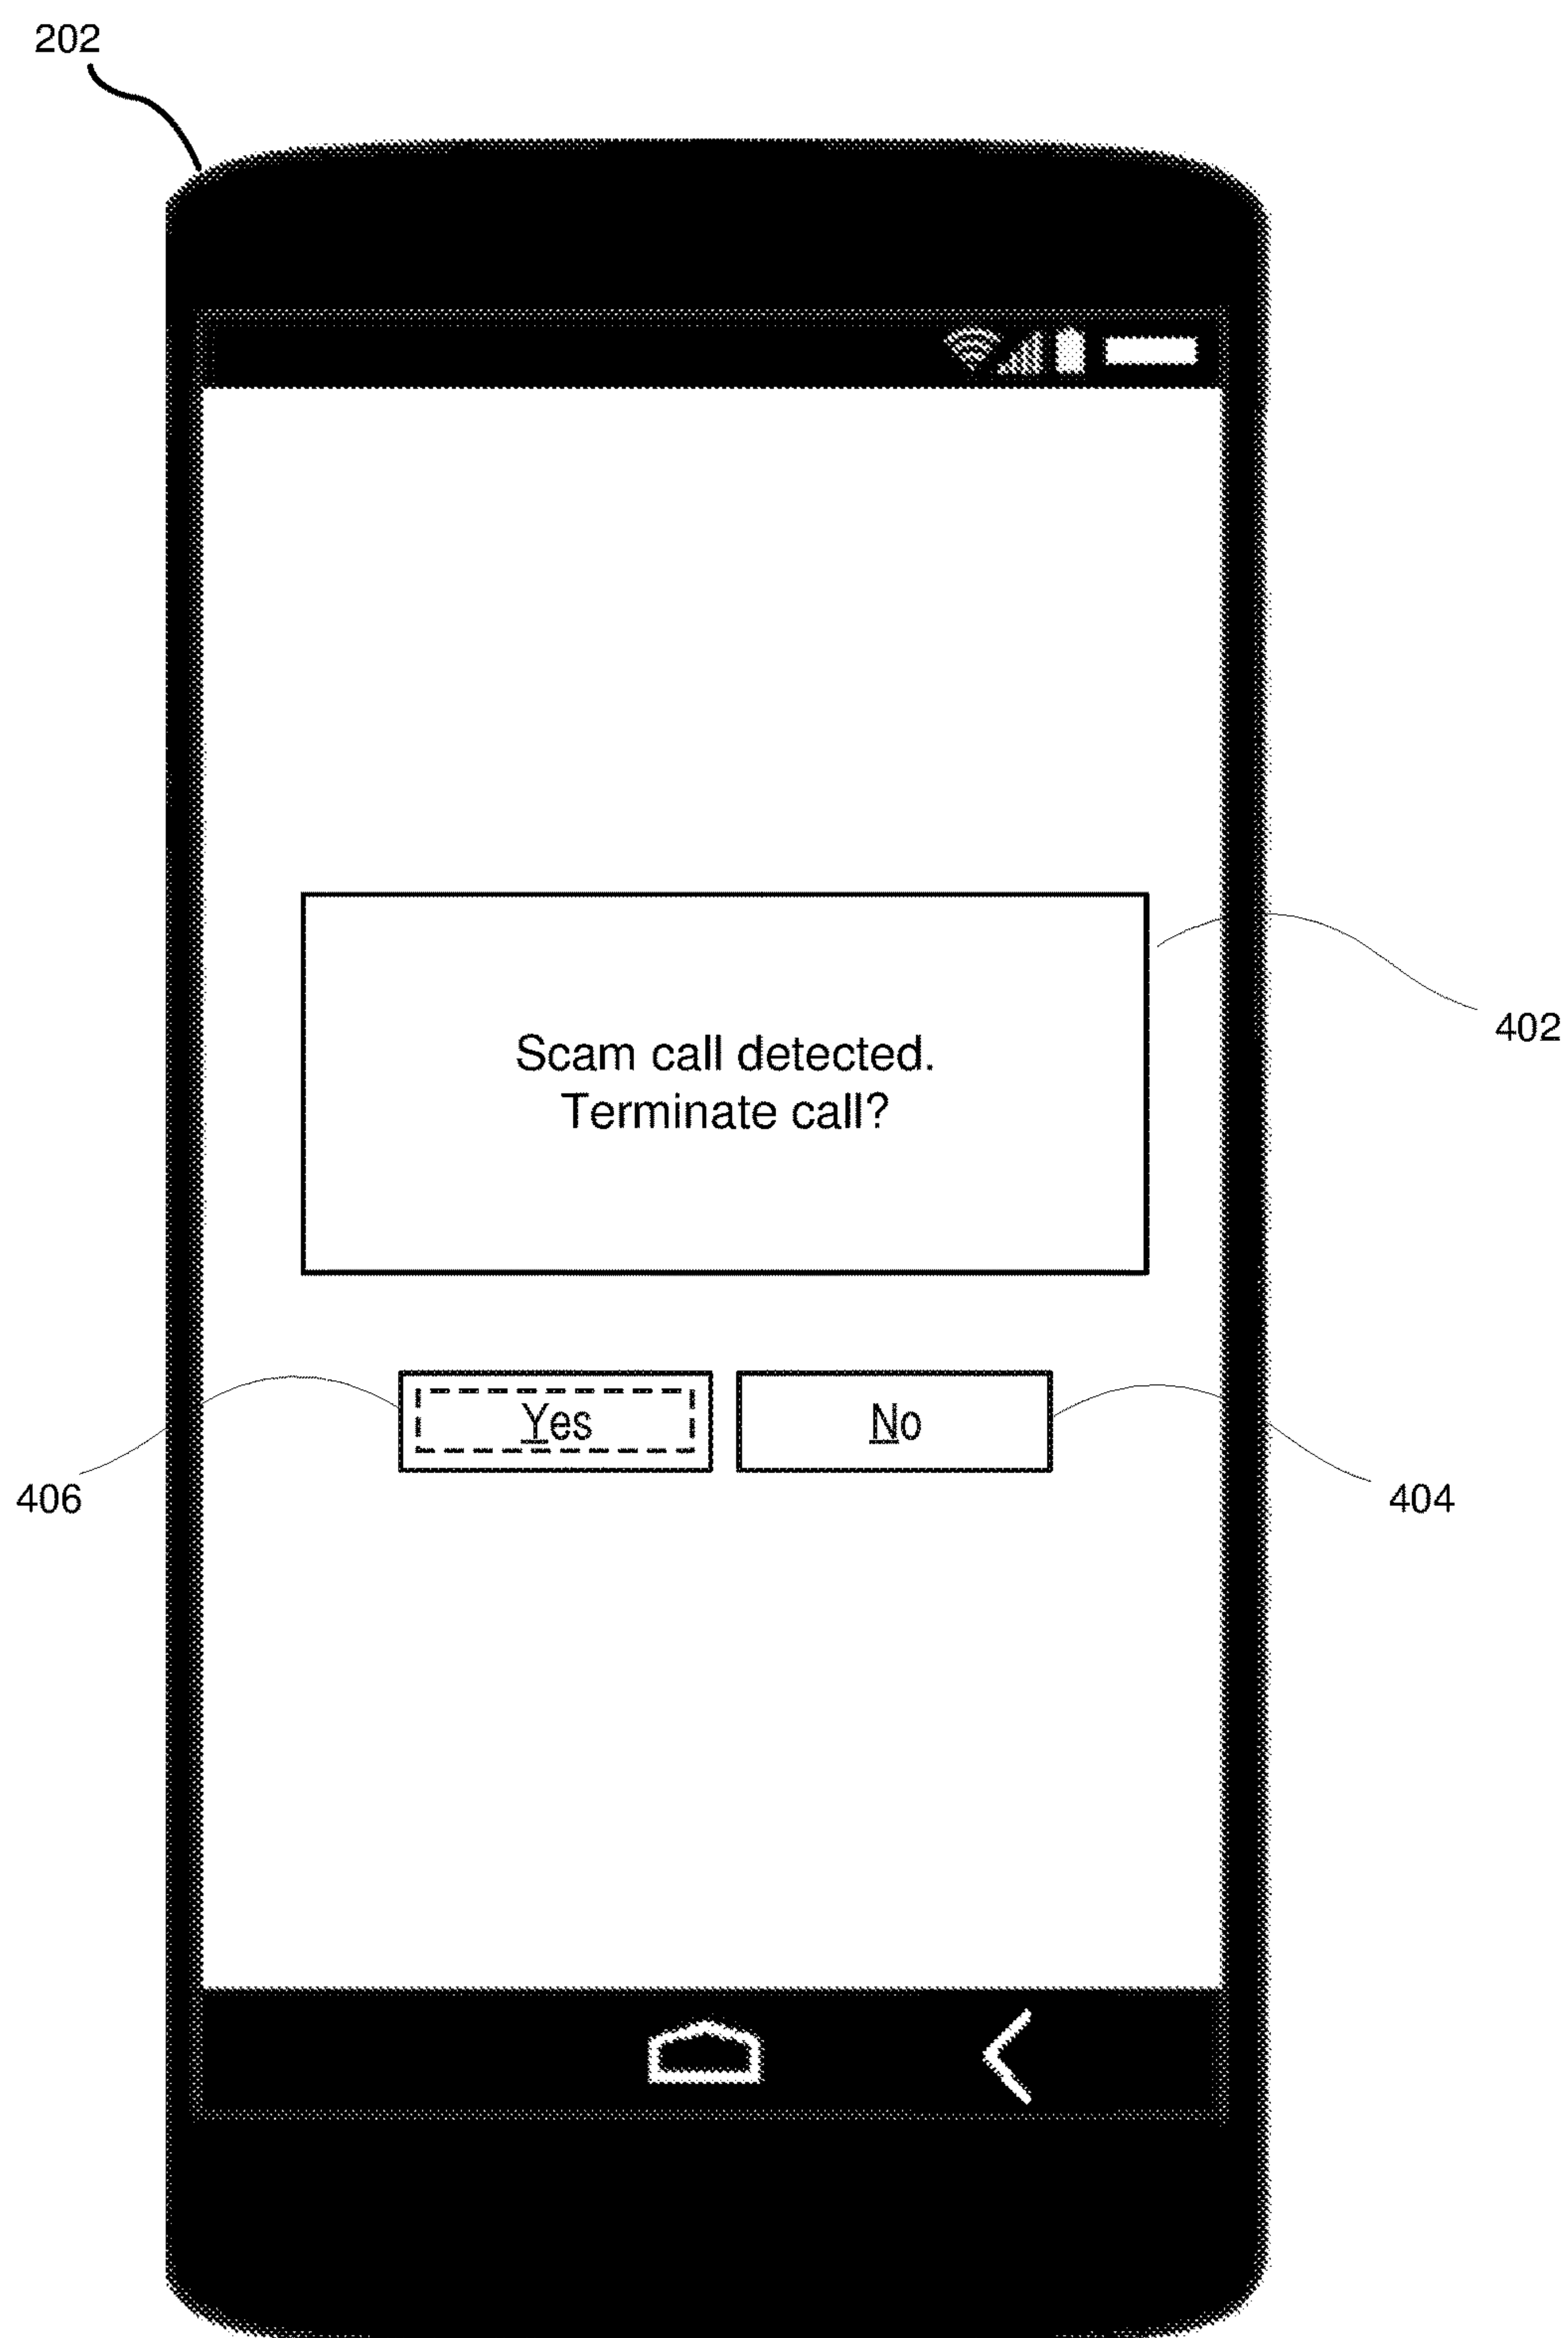 202
Scam call detected.
402
Terminate call?
Yes
No
406
404